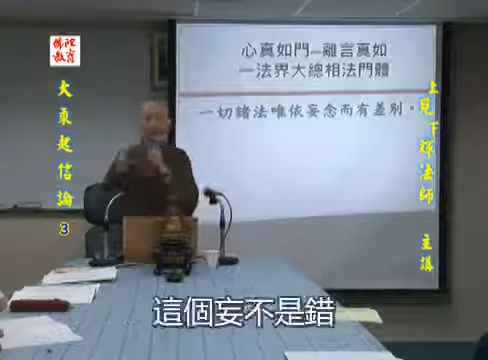 佛陀
教育
大乘起信論 3
心真如門—離言真如
一法界大總相法門體
一切諸法唯依妄念而有差別。
上見下輝法師 主講
這個妄不是錯